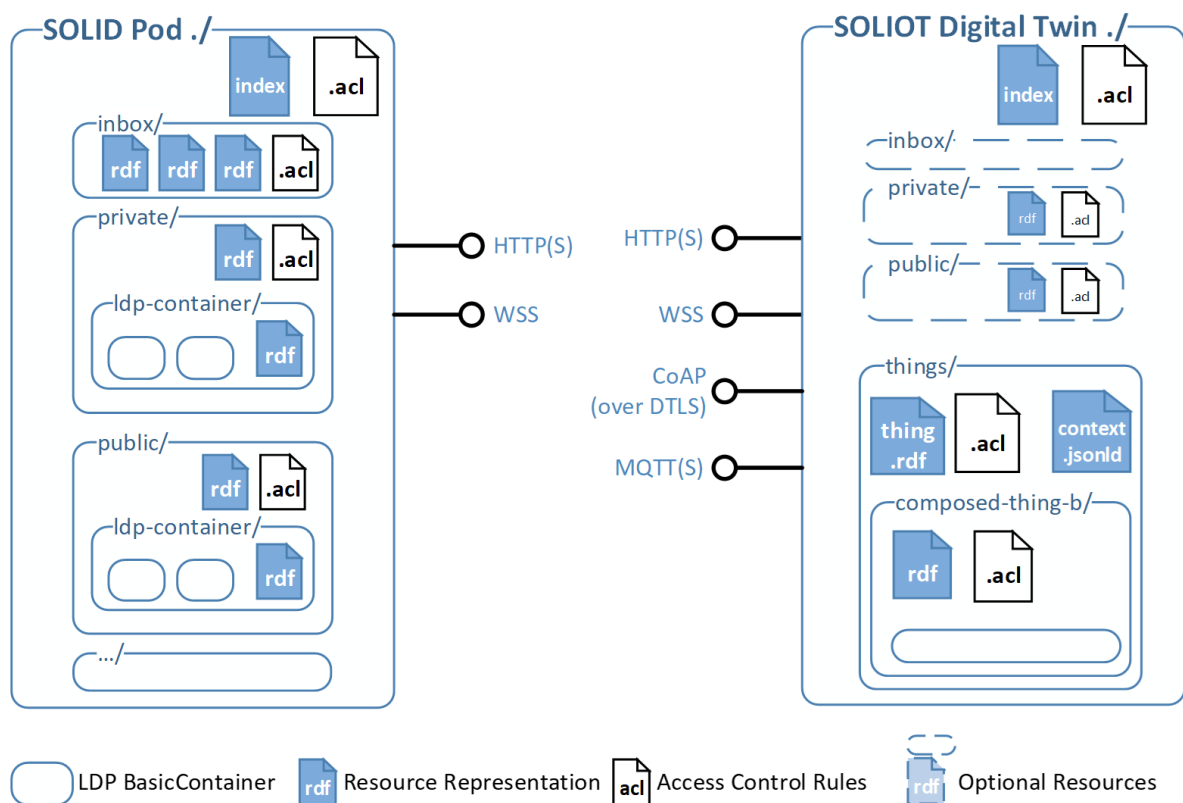 SOLID Pod ./
index
.acl
inbox/
rdf
rdf
rdf
.acl
private/
rdf
.acl
ldp-container/
rdf
public/
rdf
.acl
ldp-container/
rdf
.../
HTTP(S)
WSS
SOLIOT Digital Twin ./
index
.acl
inbox/
private/
rdf
.acl
public/
rdf
.acl
HTTP(S)
WSS
CoAP
(over DTLS)
MQTT(S)
things/
thing
.rdf
.acl
context
.jsonld
composed-thing-b/
rdf
.acl
LDP BasicContainer
rdf
Resource Representation
acl
Access Control Rules
rdf
Optional Resources